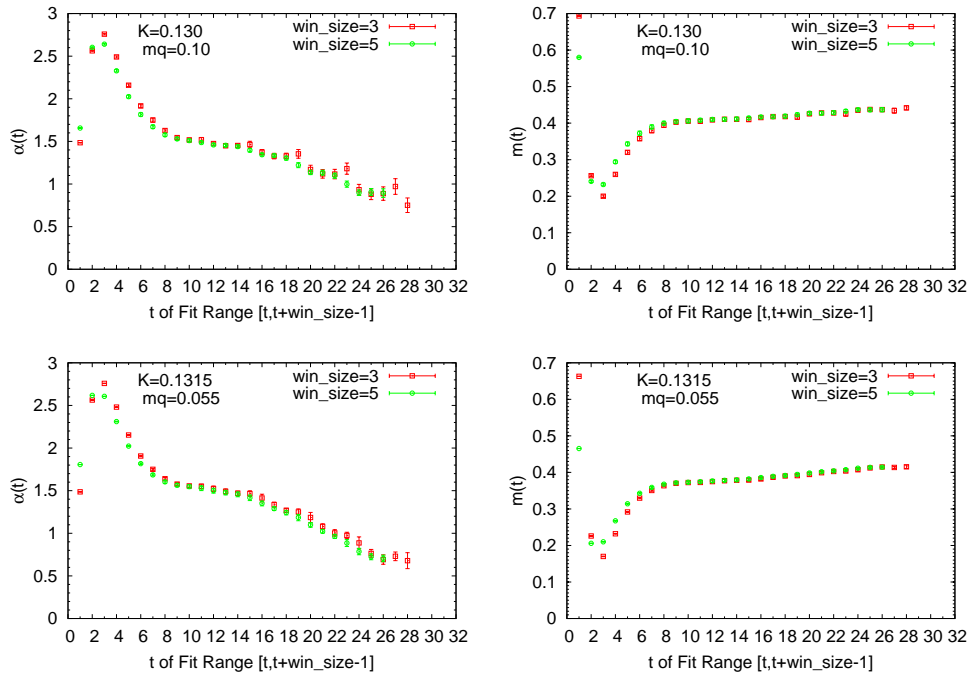 3
2.5
2
1.5
1
0.5
0
α(t)
K=0.130
mq=0.10
win_size=3
win_size=5
0 2 4 6 8 10 12 14 16 18 20 22 24 26 28 30 32
t of Fit Range [t,t+win_size-1]
0.7
0.6
0.5
0.4
0.3
0.2
0.1
0
m(t)
K=0.130
mq=0.10
win_size=3
win_size=5
0 2 4 6 8 10 12 14 16 18 20 22 24 26 28 30 32
t of Fit Range [t,t+win_size-1]
3
2.5
2
1.5
1
0.5
0
α(t)
K=0.1315
mq=0.055
win_size=3
win_size=5
0 2 4 6 8 10 12 14 16 18 20 22 24 26 28 30 32
t of Fit Range [t,t+win_size-1]
0.7
0.6
0.5
0.4
0.3
0.2
0.1
0
m(t)
K=0.1315
mq=0.055
win_size=3
win_size=5
0 2 4 6 8 10 12 14 16 18 20 22 24 26 28 30 32
t of Fit Range [t,t+win_size-1]